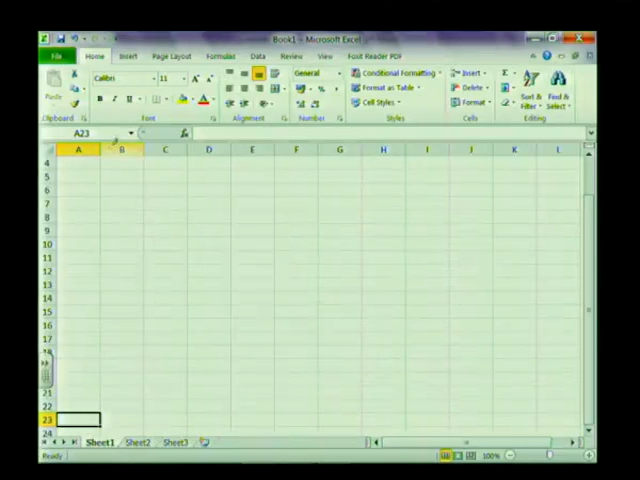 Book1 - Microsoft Excel
File Home Insert Page Layout Formulas Data Review View Foxit Reader PDF
Paste
Calibri 11
B I U
General
Conditional Formatting
Format as Table
Cell Styles
Insert
Delete
Format
Sort & Filter
Find & Select
Clipboard Font Alignment Number Styles Cells Editing
A23 fx
A B C D E F G H I J K L
4
5
6
7
8
9
10
11
12
13
14
15
16
17
18
21
22
23
24
Sheet1 Sheet2 Sheet3
Ready 100%